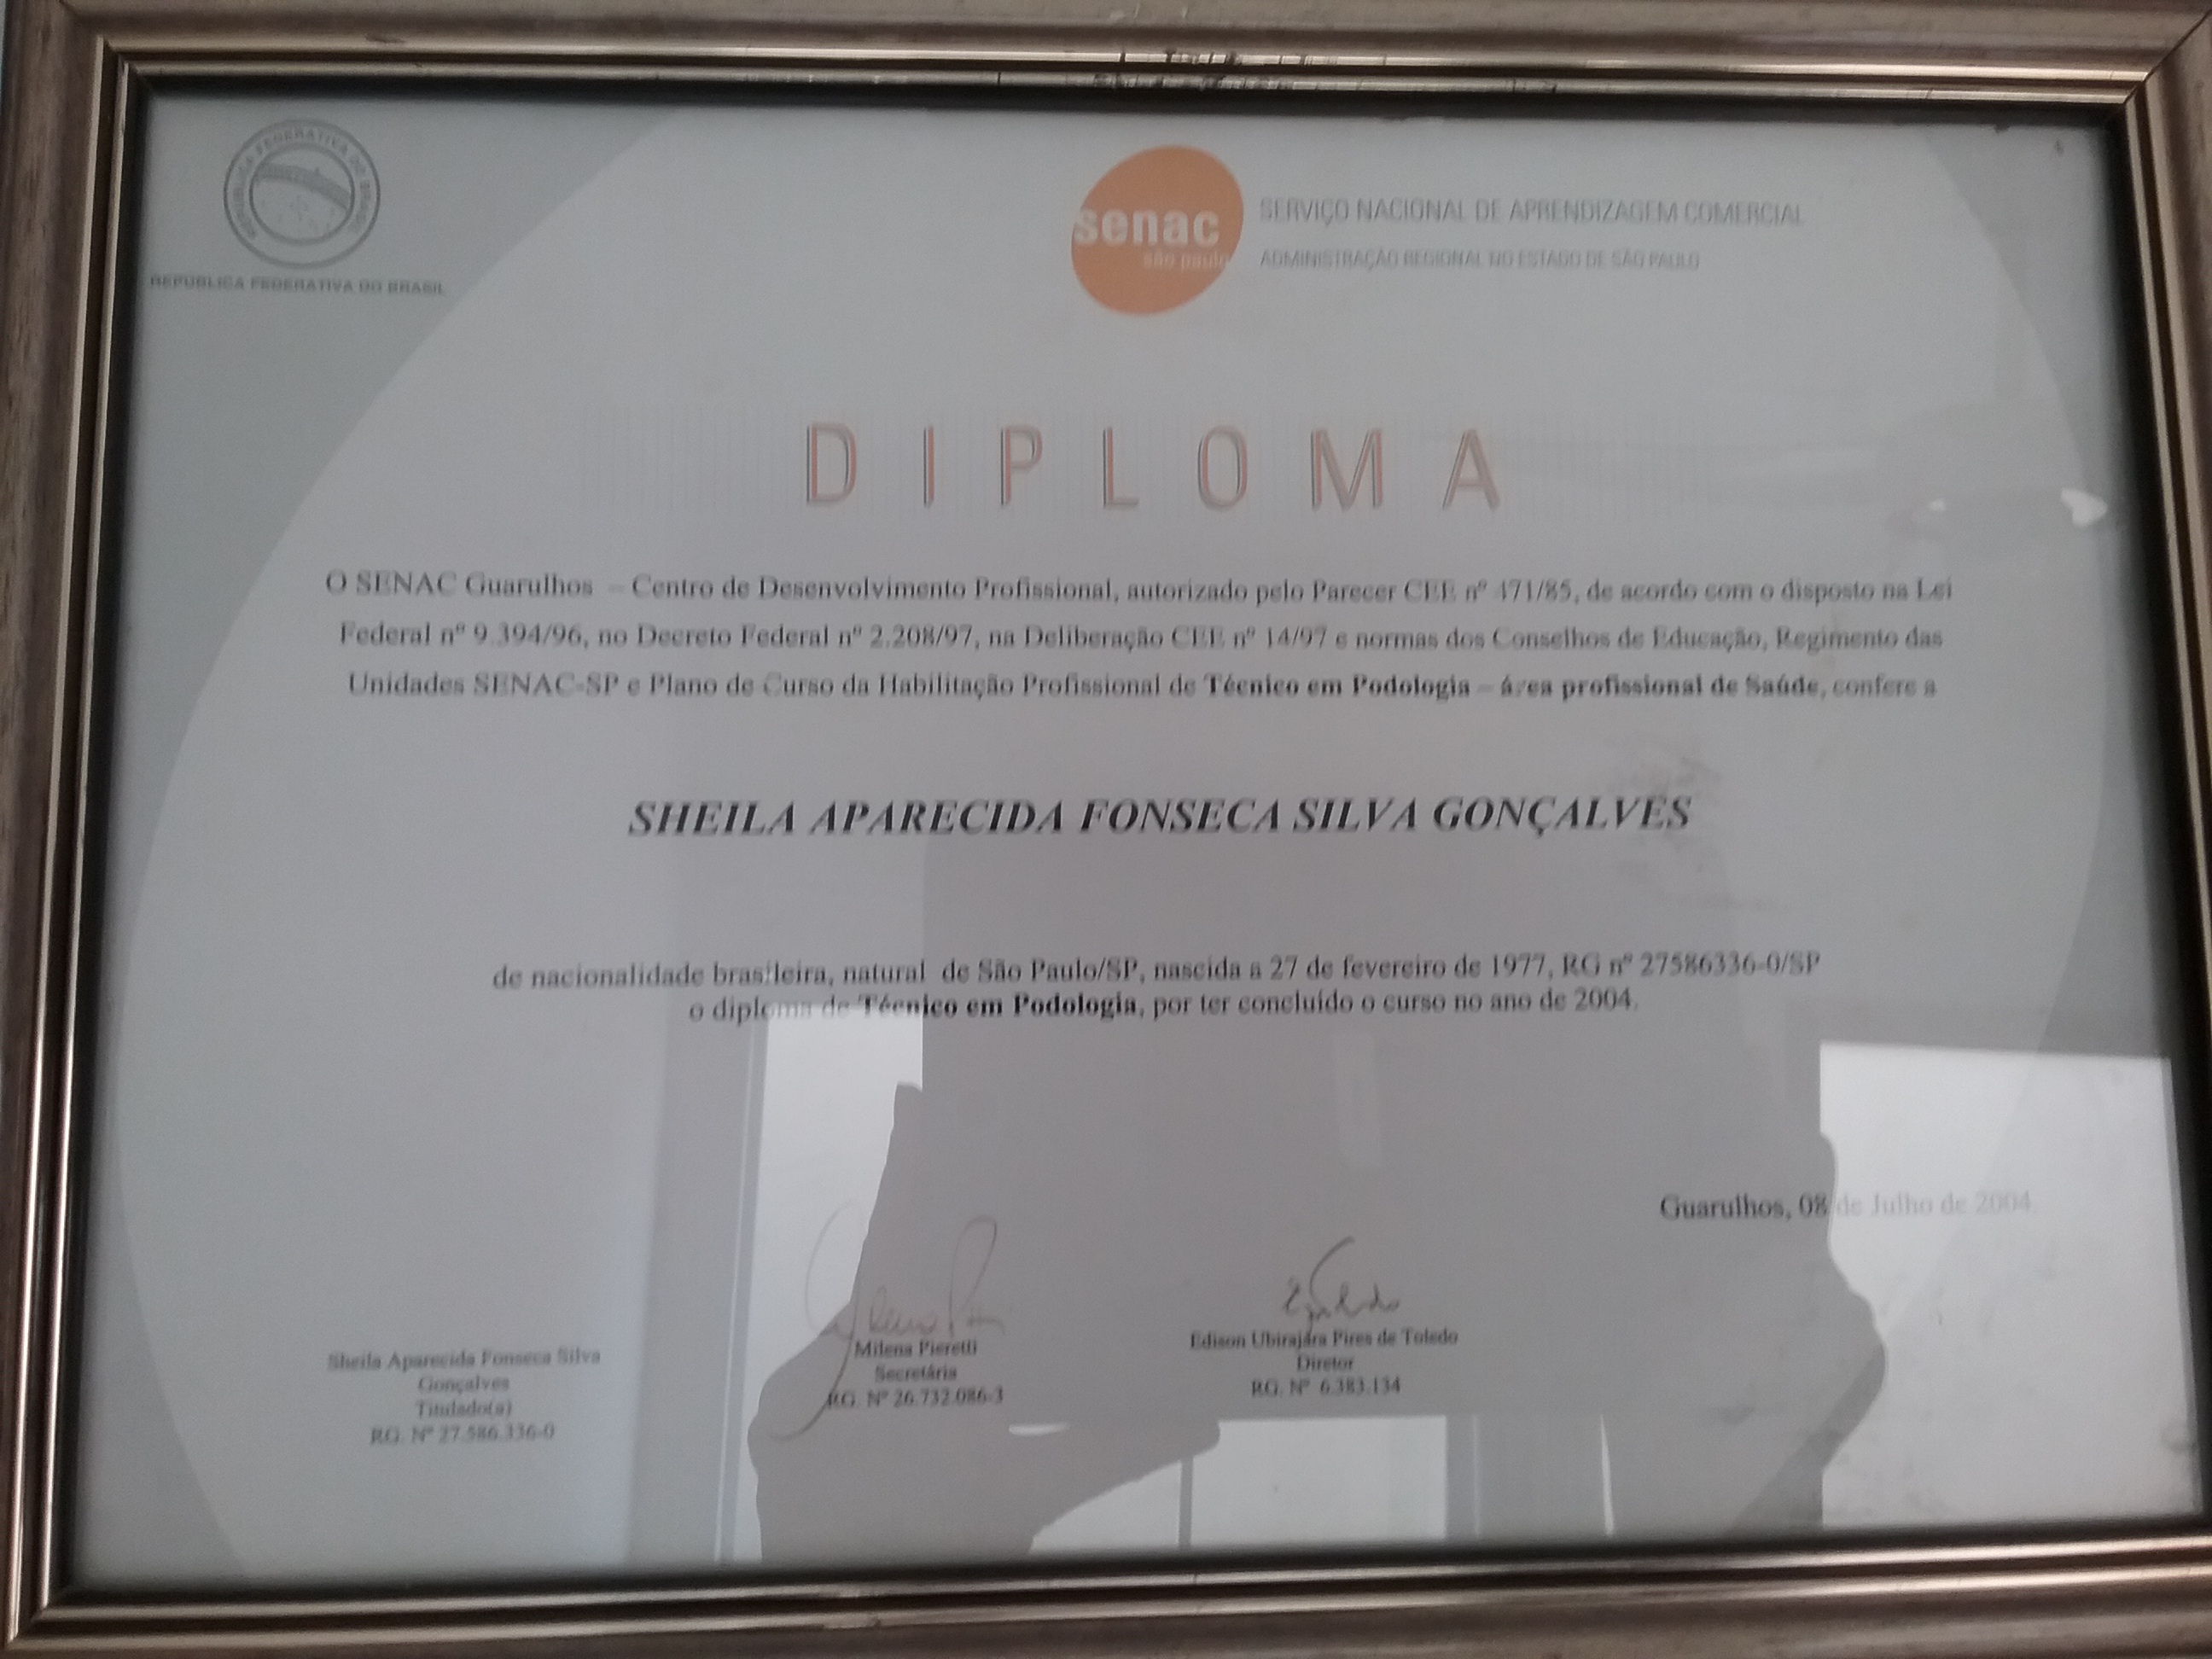 REPÚBLICA FEDERATIVA DO BRASIL
REPÚBLICA FEDERATIVA DO BRASIL
senac
são paulo
SERVIÇO NACIONAL DE APRENDIZAGEM COMERCIAL
ADMINISTRAÇÃO REGIONAL NO ESTADO DE SÃO PAULO
DIPLOMA
O SENAC Guarulhos – Centro de Desenvolvimento Profissional, autorizado pelo Parecer CEE nº 471/85, de acordo com o disposto na Lei
Federal nº 9.394/96, no Decreto Federal nº 2.208/97, na Deliberação CEE nº 14/97 e normas dos Conselhos de Educação, Regimento das
Unidades SENAC-SP e Plano de Curso da Habilitação Profissional de Técnico em Podologia – área profissional de Saúde, confere a
SHEILA APARECIDA FONSECA SILVA GONÇALVES
de nacionalidade brasileira, natural de São Paulo/SP, nascida a 27 de fevereiro de 1977, RG nº 27586336-0/SP
o diploma de Técnico em Podologia, por ter concluído o curso no ano de 2004.
Guarulhos, 08 de Julho de 2004.
Sheila Aparecida Fonseca Silva
Gonçalves
Titulado(a)
RG. Nº 27.586.336-0
Milena Pieretti
Secretária
RG. Nº 26.732.086-3
Edison Ubirajára Pires de Toledo
Diretor
RG. Nº 6.383.134